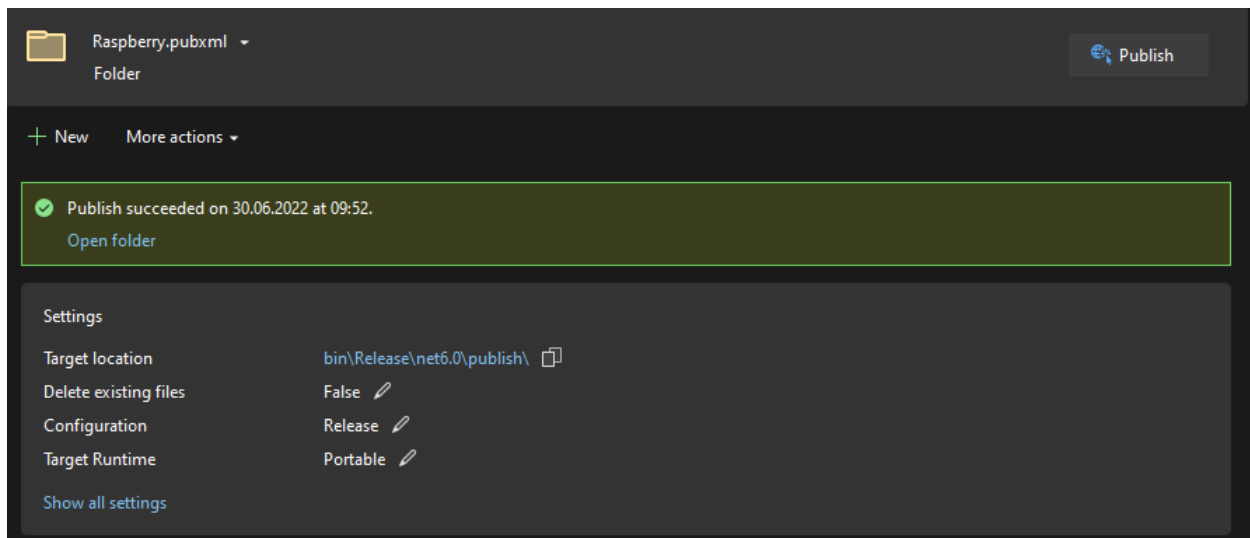 Raspberry.pubxml
Folder
Publish
New
More actions
Publish succeeded on 30.06.2022 at 09:52.
Open folder
Settings
Target location bin\Release\net6.0\publish\
Delete existing files False
Configuration Release
Target Runtime Portable
Show all settings